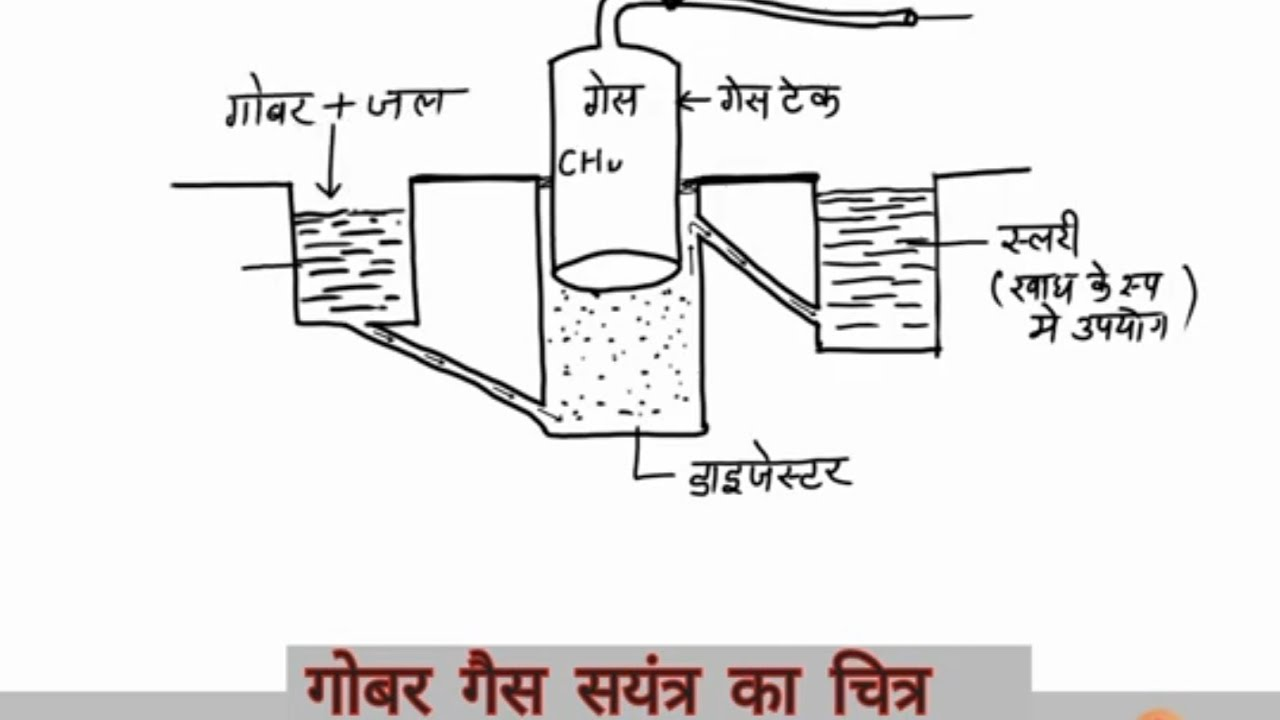 गोबर + जल
गेस
गेस टेक
CH4
स्लरी
(खाध के रुप
मे उपयोग)
डाइजेस्टर
गोबर गैस सयंत्र का चित्र